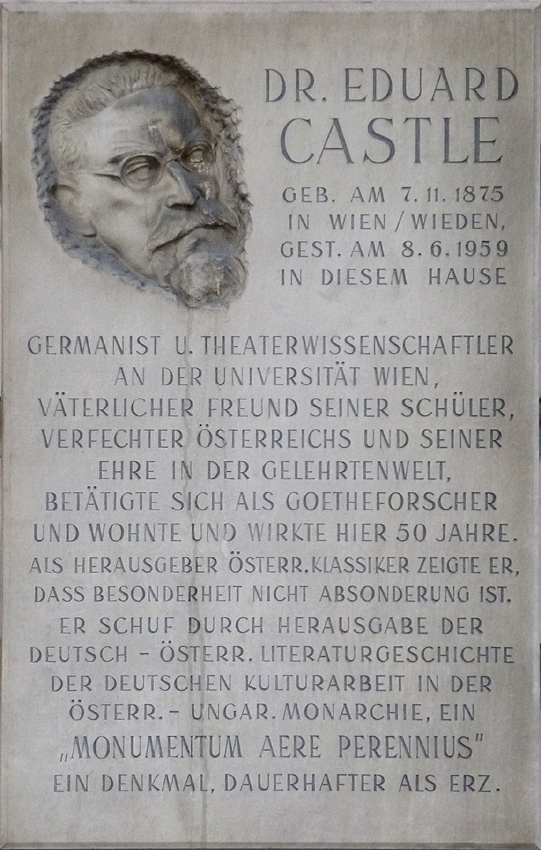 DR. EDUARD
CASTLE
GEB. AM 7.11.1875
IN WIEN/WIEDEN,
GEST. AM 8.6.1959
IN DIESEM HAUSE
GERMANIST U. THEATERWISSENSCHAFTLER
AN DER UNIVERSITÄT WIEN,
VÄTERLICHER FREUND SEINER SCHÜLER,
VERFECHTER ÖSTERREICHS UND SEINER
EHRE IN DER GELEHRTENWELT,
BETÄTIGTE SICH ALS GOETHEFORSCHER
UND WOHNTE UND WIRKTE HIER 50 JAHRE.
ALS HERAUSGEBER ÖSTERR. KLASSIKER ZEIGTE ER,
DASS BESONDERHEIT NICHT ABSONDERUNG IST.
ER SCHUF DURCH HERAUSGABE DER
DEUTSCH - ÖSTERR. LITERATURGESCHICHTE
DER DEUTSCHEN KULTURARBEIT IN DER
ÖSTERR.- UNGAR. MONARCHIE, EIN
„MONUMENTUM AERE PERENNIUS"
EIN DENKMAL, DAUERHAFTER ALS ERZ.